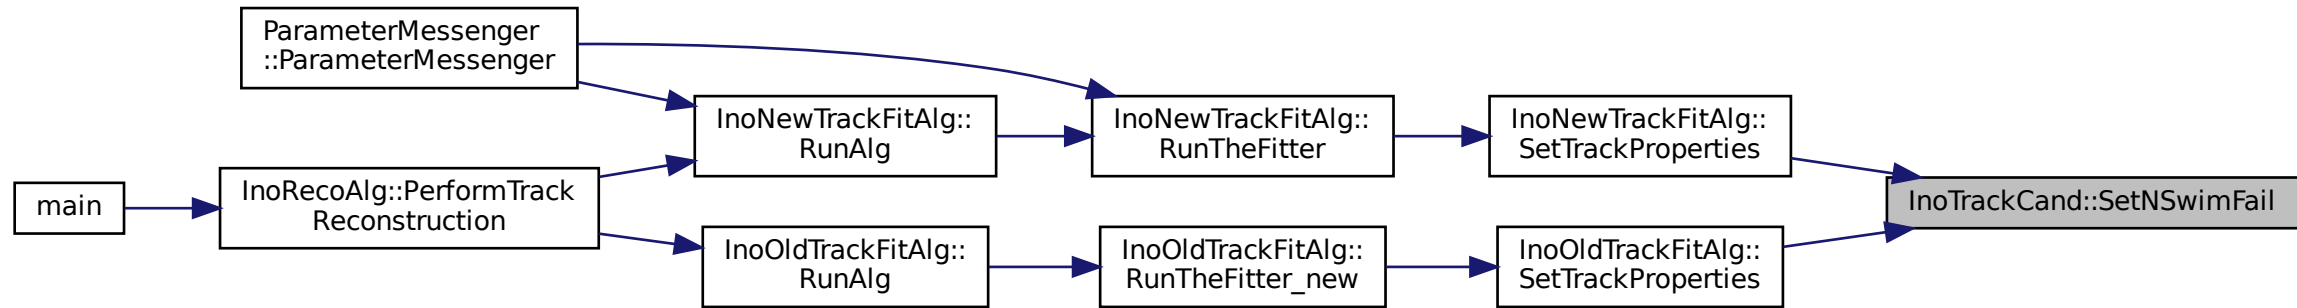 ParameterMessenger
::ParameterMessenger
InoNewTrackFitAlg::
RunAlg
InoNewTrackFitAlg::
RunTheFitter
InoNewTrackFitAlg::
SetTrackProperties
main
InoRecoAlg::PerformTrack
Reconstruction
InoTrackCand::SetNSwimFail
InoOldTrackFitAlg::
RunAlg
InoOldTrackFitAlg::
RunTheFitter_new
InoOldTrackFitAlg::
SetTrackProperties